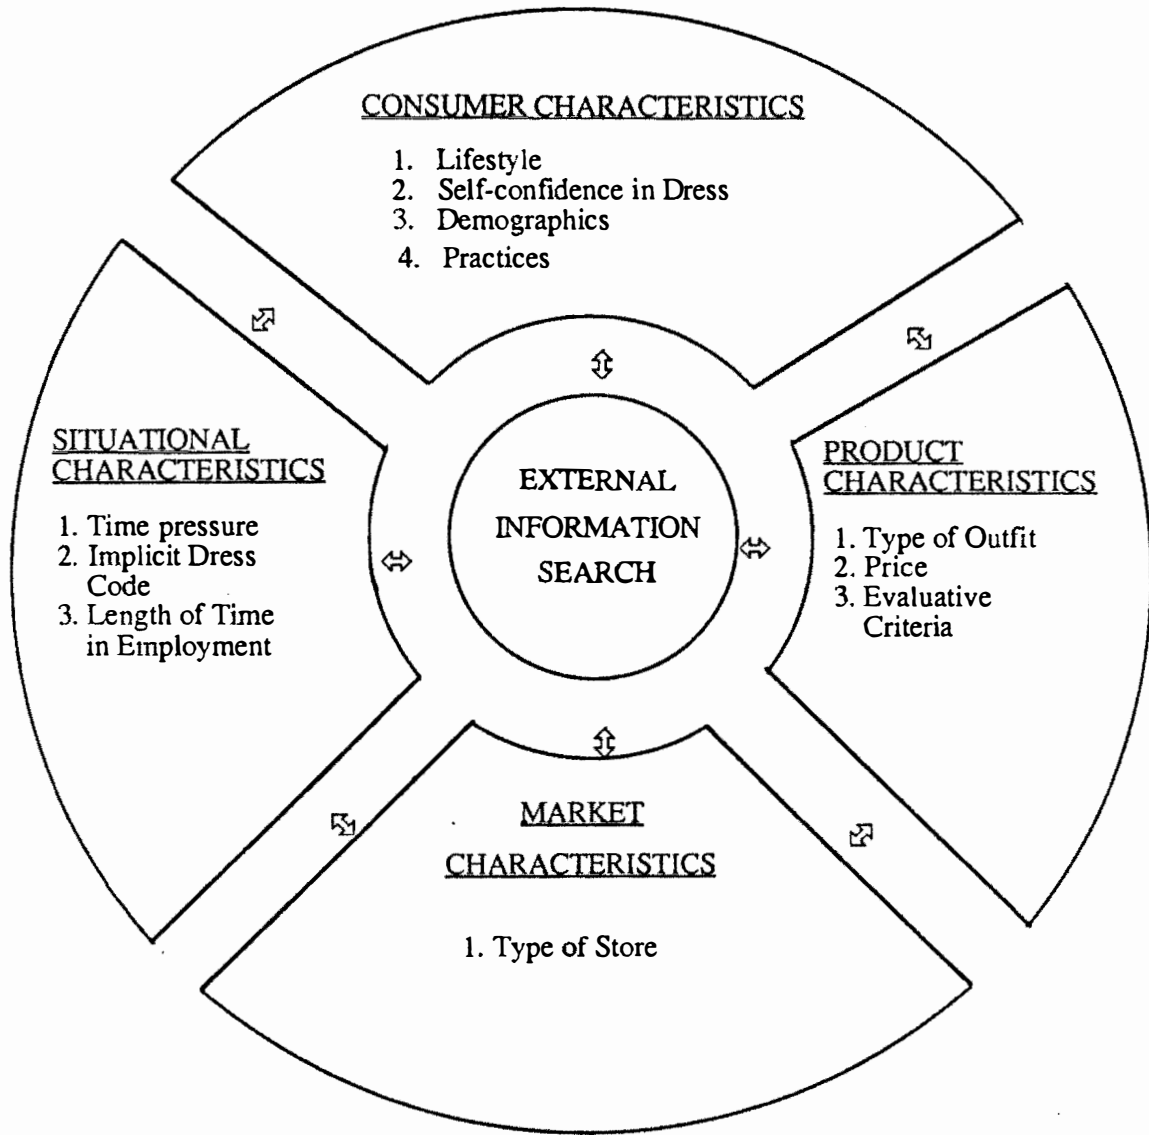 CONSUMER CHARACTERISTICS
1. Lifestyle
2. Self-confidence in Dress
3. Demographics
4. Practices
SITUATIONAL
CHARACTERISTICS
1. Time pressure
2. Implicit Dress
Code
3. Length of Time
in Employment
EXTERNAL
INFORMATION
SEARCH
PRODUCT
CHARACTERISTICS
1. Type of Outfit
2. Price
3. Evaluative
Criteria
MARKET
CHARACTERISTICS
1. Type of Store